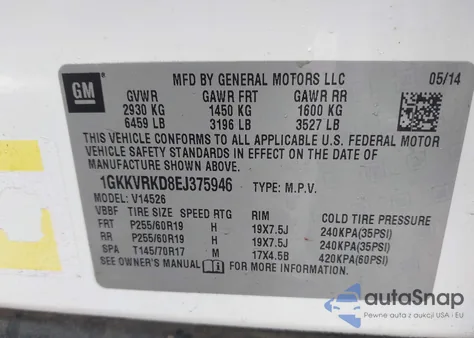 MFD BY GENERAL MOTORS LLC 05/14
GM
GVWR GAWR FRT GAWR RR
2930 KG 1450 KG 1600 KG
6459 LB 3196 LB 3527 LB
THIS VEHICLE CONFORMS TO ALL APPLICABLE U.S. FEDERAL MOTOR
VEHICLE SAFETY STANDARDS IN EFFECT ON THE DATE OF
MANUFACTURE SHOWN ABOVE.
1GKKVRKD8EJ375946 TYPE: M.P.V.
MODEL: V14526
VBBF TIRE SIZE SPEED RTG RIM COLD TIRE PRESSURE
FRT P255/60R19 H 19X7.5J 240KPA(35PSI)
RR P255/60R19 H 19X7.5J 240KPA(35PSI)
SPA T145/70R17 M 17X4.5B 420KPA(60PSI)
SEE OWNER'S MANUAL FOR MORE INFORMATION
autoSnap
Pewne auta z aukcji USA i EU